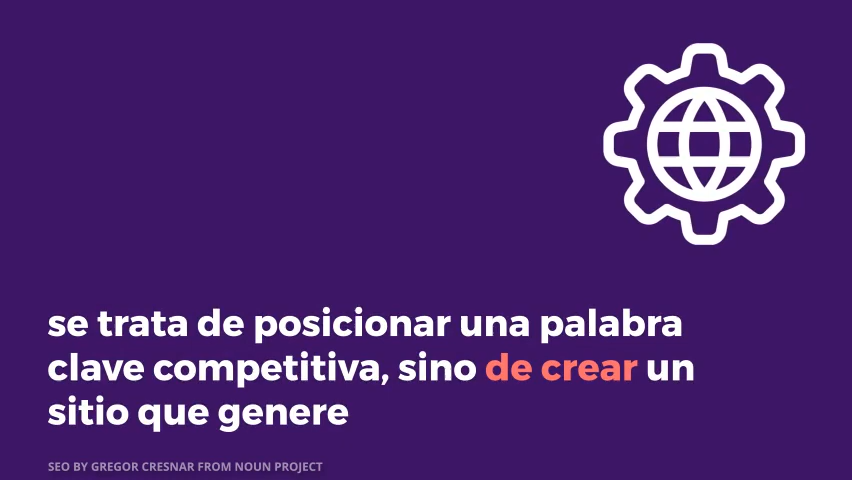 se trata de posicionar una palabra
clave competitiva, sino de crear un
sitio que genere
SEO BY GREGOR CRESNAR FROM NOUN PROJECT